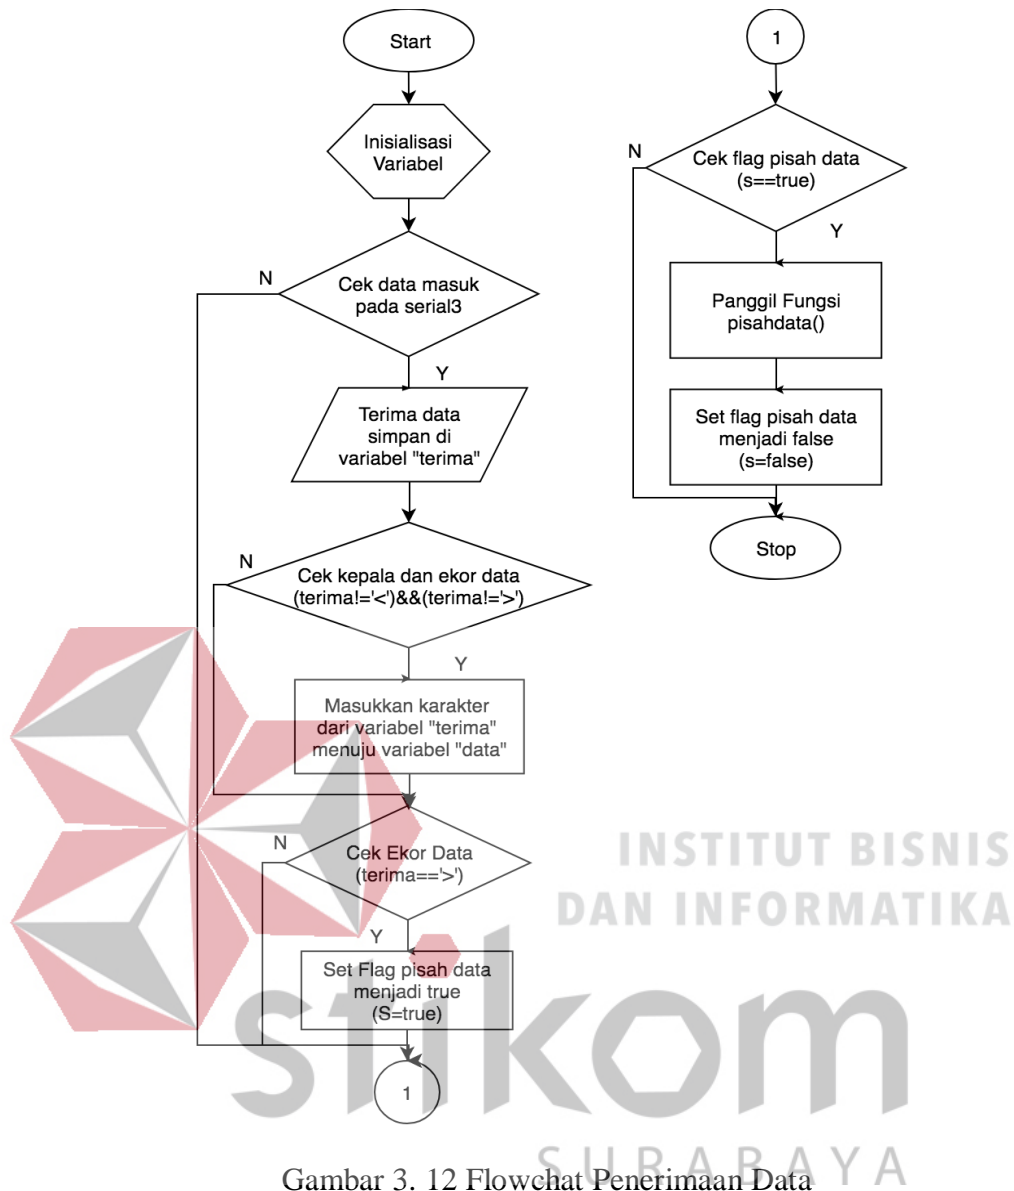 Start
Inisialisasi
Variabel
N
Cek data masuk
pada serial3
Y
Terima data
simpan di
variabel "terima"
N
Cek kepala dan ekor data
(terima!='<')&&(terima!='>')
Y
Masukkan karakter
dari variabel "terima"
menuju variabel "data"
N
Cek Ekor Data
(terima=='>')
Y
Set Flag pisah data
menjadi true
(S=true)
1
1
N
Cek flag pisah data
(s==true)
Y
Panggil Fungsi
pisahdata()
Set flag pisah data
menjadi false
(s=false)
Stop
INSTITUT BISNIS
DAN INFORMATIKA
stikom
SURABAYA
Gambar 3. 12 Flowchat Penerimaan Data